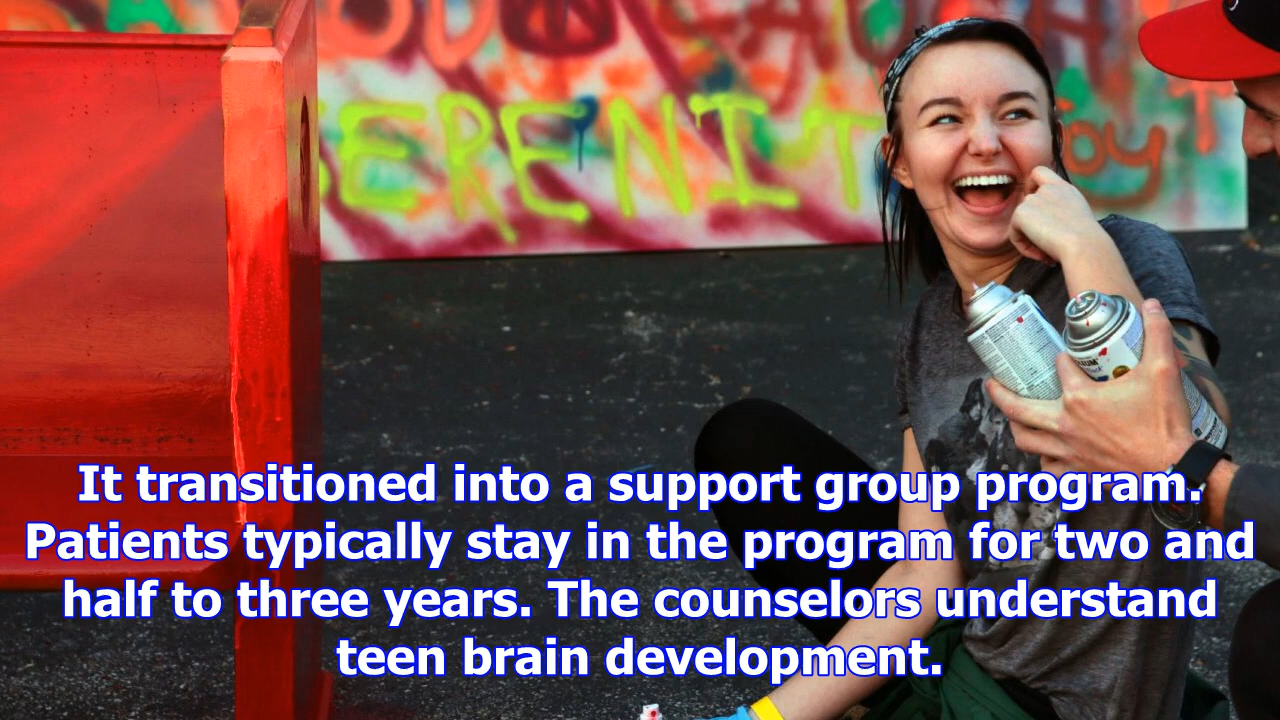 ERENIT
Joy
It transitioned into a support group program.
Patients typically stay in the program for two and
half to three years. The counselors understand
teen brain development.